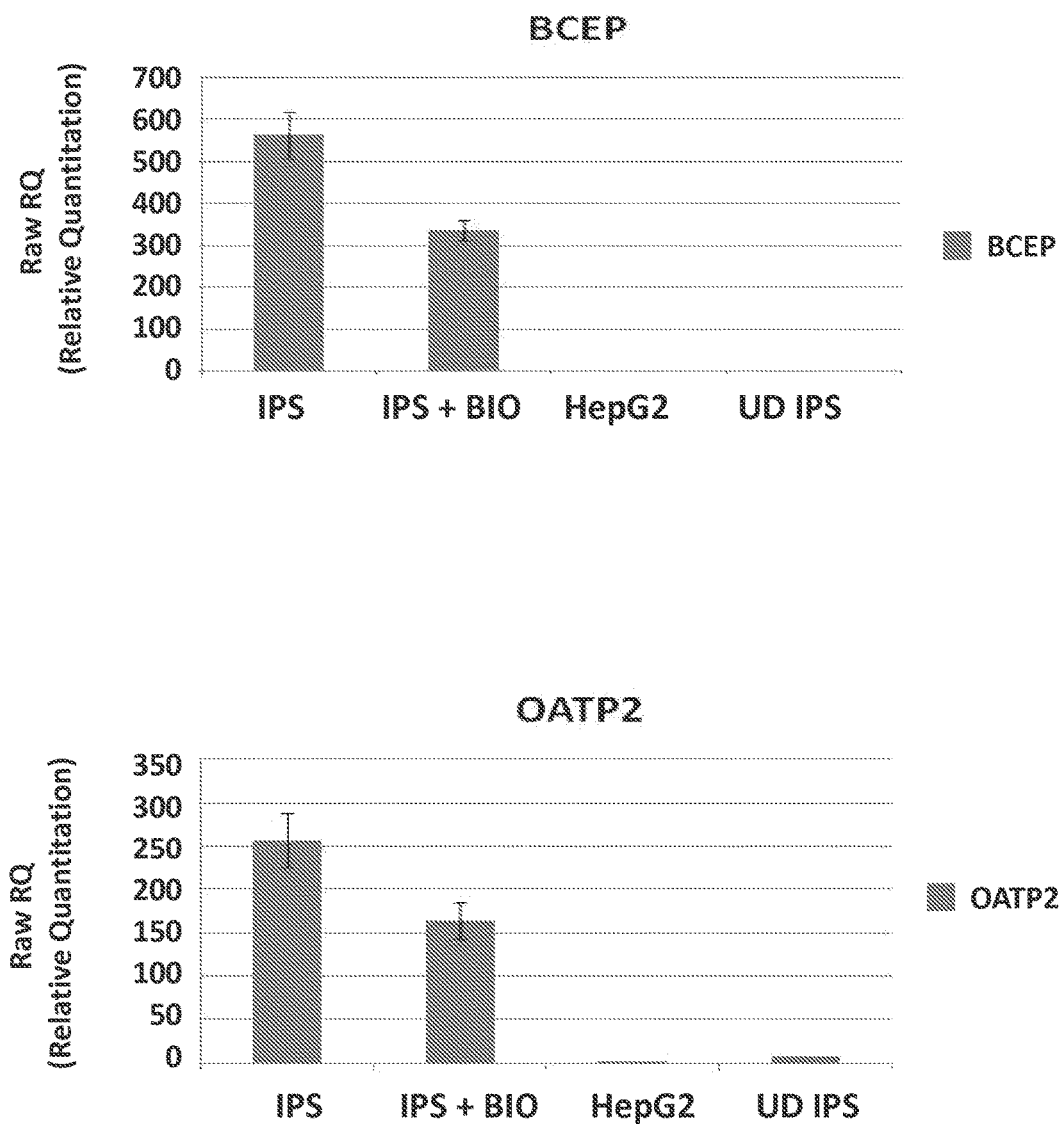 BCEP
Raw RQ
(Relative Quantitation)
700
600
500
400
300
200
100
0
IPS IPS + BIO HepG2 UD IPS
BCEP
OATP2
Raw RQ
(Relative Quantitation)
350
300
250
200
150
100
50
0
IPS IPS + BIO HepG2 UD IPS
OATP2